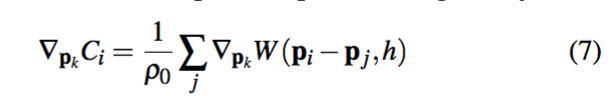 ∇_{𝐩_k} C_i = \frac{1}{ρ_0} \sum_j ∇_{𝐩_k} W(𝐩_i − 𝐩_j, h) (7)